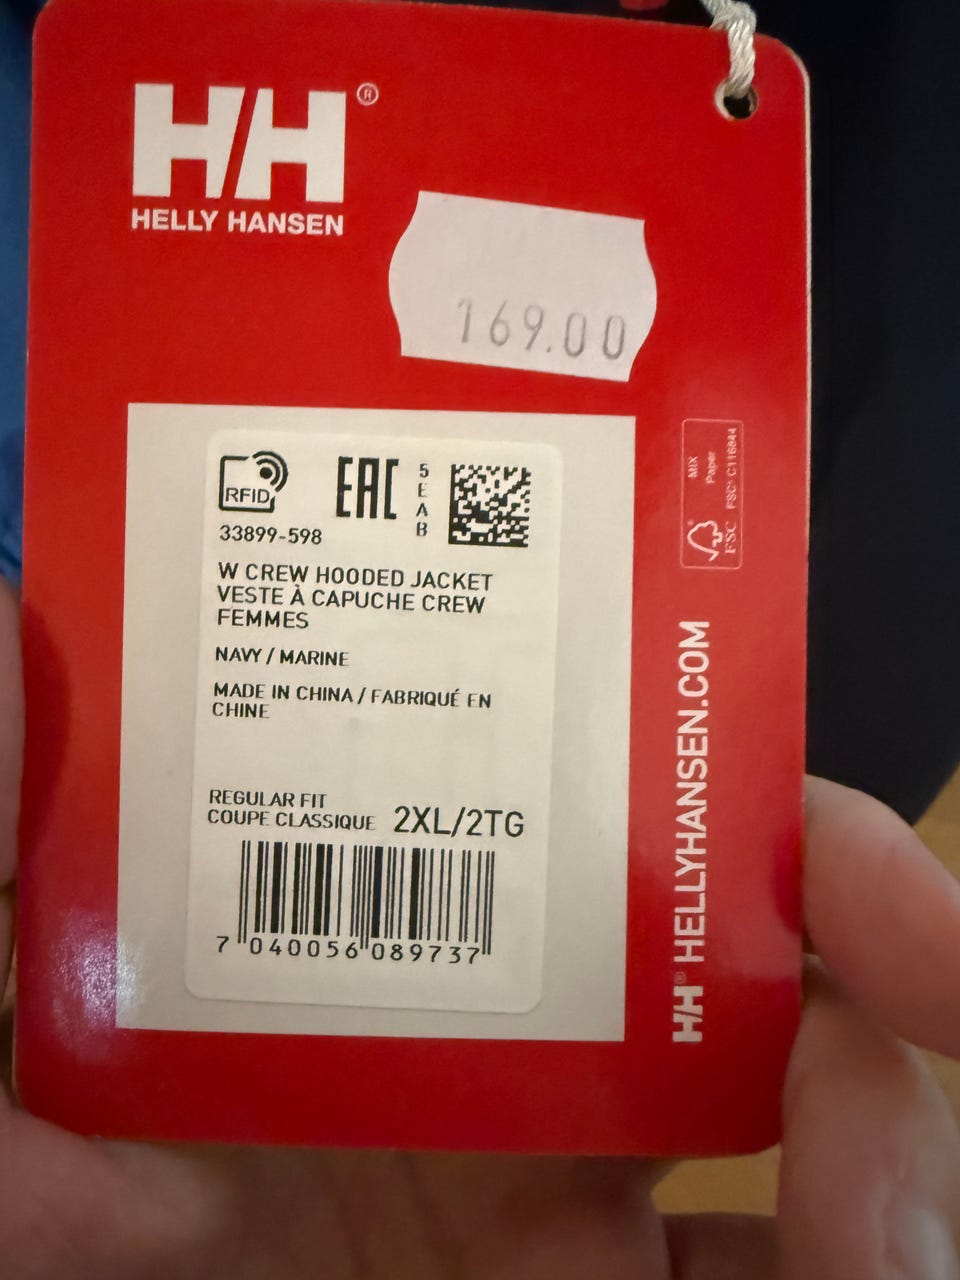 HH®
HELLY HANSEN
169.00
RFID
EAC
5EAB
33899-598
W CREW HOODED JACKET
VESTE À CAPUCHE CREW
FEMMES
NAVY / MARINE
MADE IN CHINA / FABRIQUÉ EN
CHINE
REGULAR FIT
COUPE CLASSIQUE 2XL/2TG
7 040056 089737
MIX
Paper
FSC® C116844
FSC
HH® HELLYHANSEN.COM